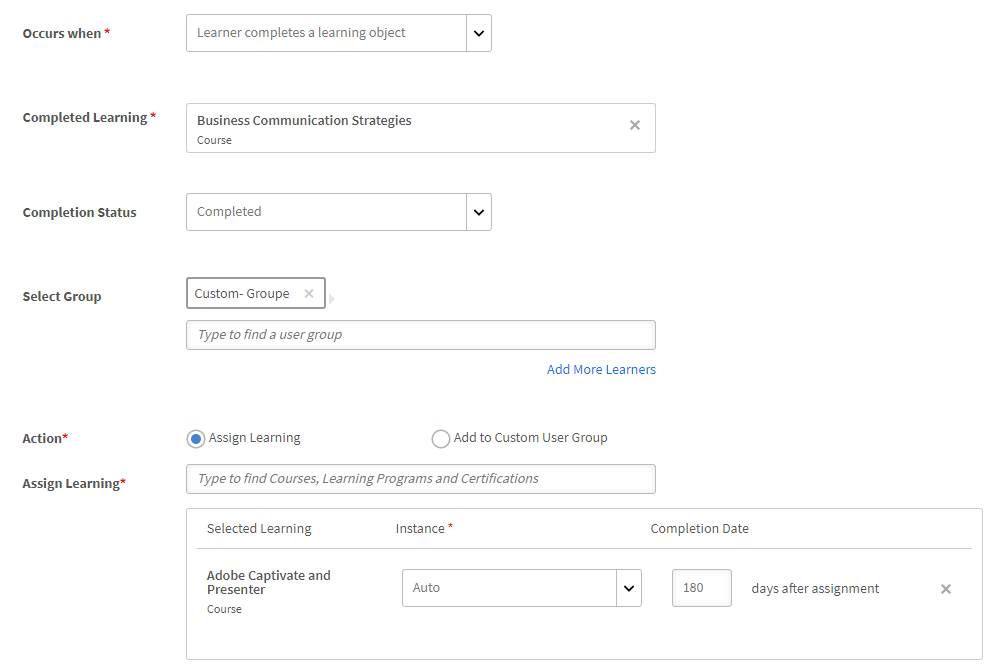 Occurs when *
Learner completes a learning object
Completed Learning *
Business Communication Strategies
Course
Completion Status
Completed
Select Group
Custom- Groupe
Type to find a user group
Add More Learners
Action*
Assign Learning
Add to Custom User Group
Assign Learning*
Type to find Courses, Learning Programs and Certifications
Selected Learning
Instance *
Completion Date
Adobe Captivate and
Presenter
Course
Auto
180
days after assignment